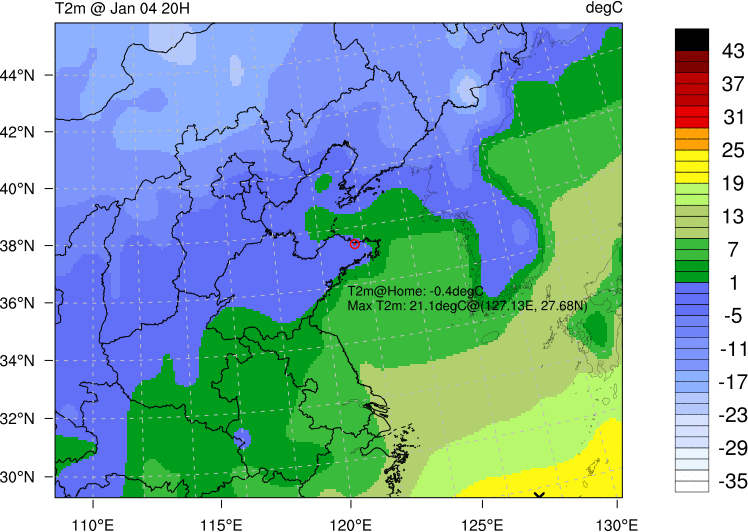 T2m @ Jan 04 20H degC
44°N
42°N
40°N
38°N
36°N
34°N
32°N
30°N
110°E 115°E 120°E 125°E 130°E
T2m@Home: -0.4degC
Max T2m: 21.1degC@(127.13E, 27.68N)
43
37
31
25
19
13
7
1
-5
-11
-17
-23
-29
-35